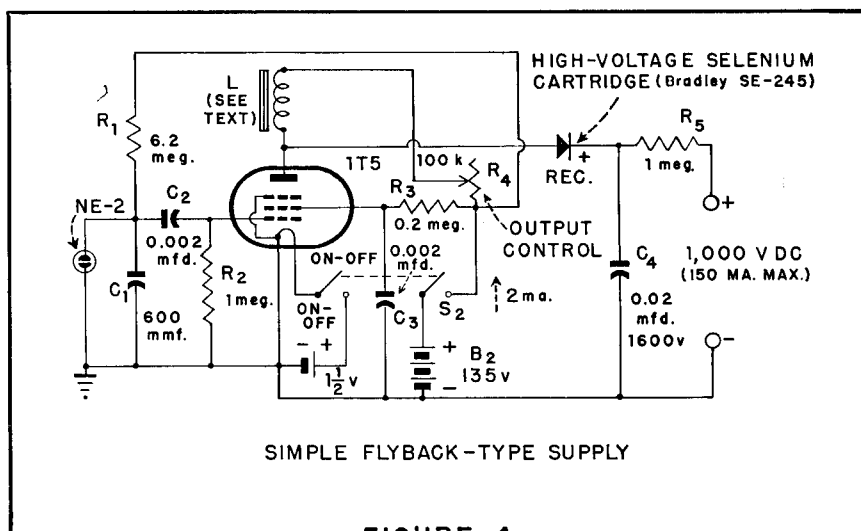 HIGH-VOLTAGE SELENIUM
CARTRIDGE (Bradley SE-245)
L
(SEE
TEXT)
R1
6.2
meg.
1T5
100 k
R4
REC.
+
R5
1 meg.
NE-2
C2
0.002
mfd.
R3
0.2 meg.
OUTPUT
CONTROL
+
R2
1 meg.
ON-OFF
0.002
mfd.
C1
600
mmf.
ON-
OFF
C3
S2
2 ma.
C4
0.02
mfd.
1600v
1,000 V DC
(150 MA. MAX.)
- +
1½ v
+
B2
135v
-
-
SIMPLE FLYBACK-TYPE SUPPLY